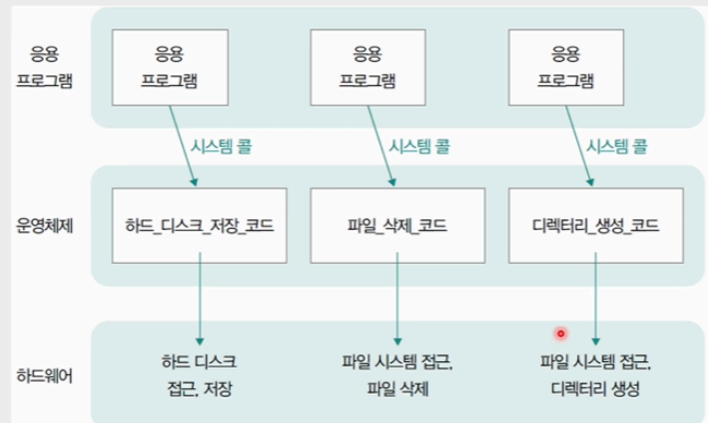 응용
프로그램
응용
프로그램
응용
프로그램
응용
프로그램
시스템 콜
시스템 콜
시스템 콜
운영체제
하드_디스크_저장_코드
파일_삭제_코드
디렉터리_생성_코드
하드웨어
하드 디스크
접근, 저장
파일 시스템 접근,
파일 삭제
파일 시스템 접근,
디렉터리 생성